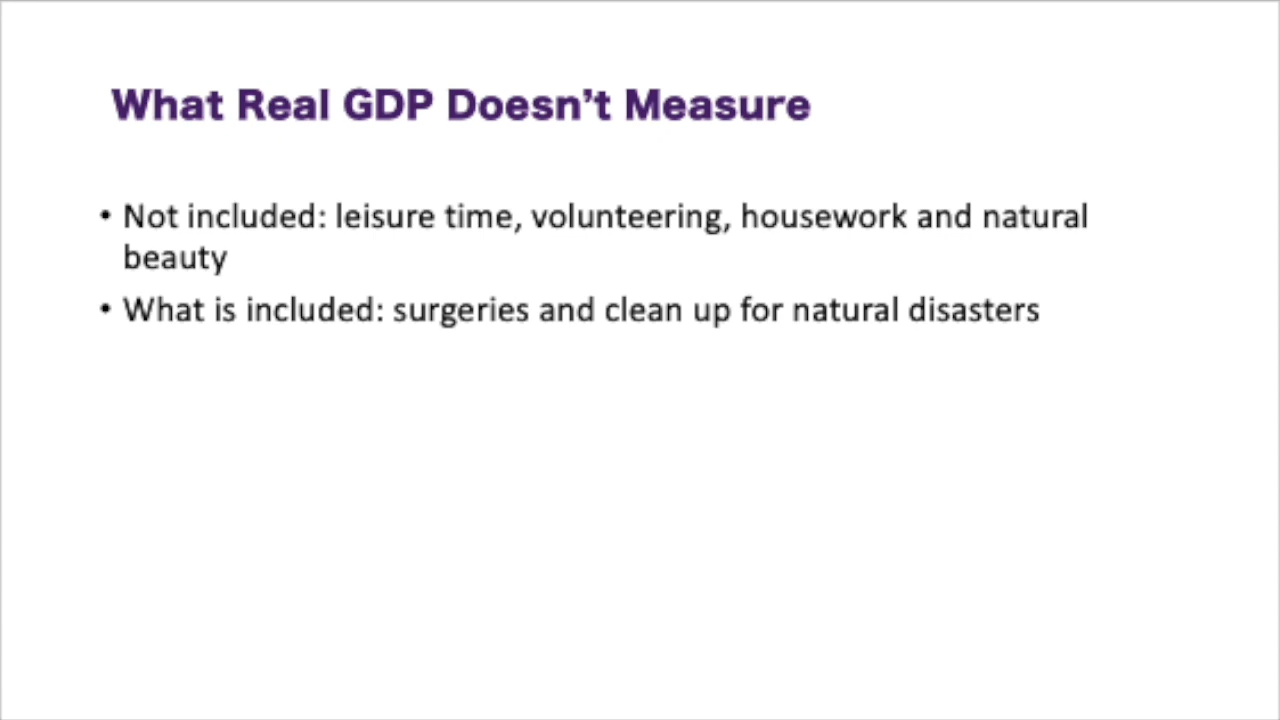 What Real GDP Doesn’t Measure
• Not included: leisure time, volunteering, housework and natural
beauty
• What is included: surgeries and clean up for natural disasters